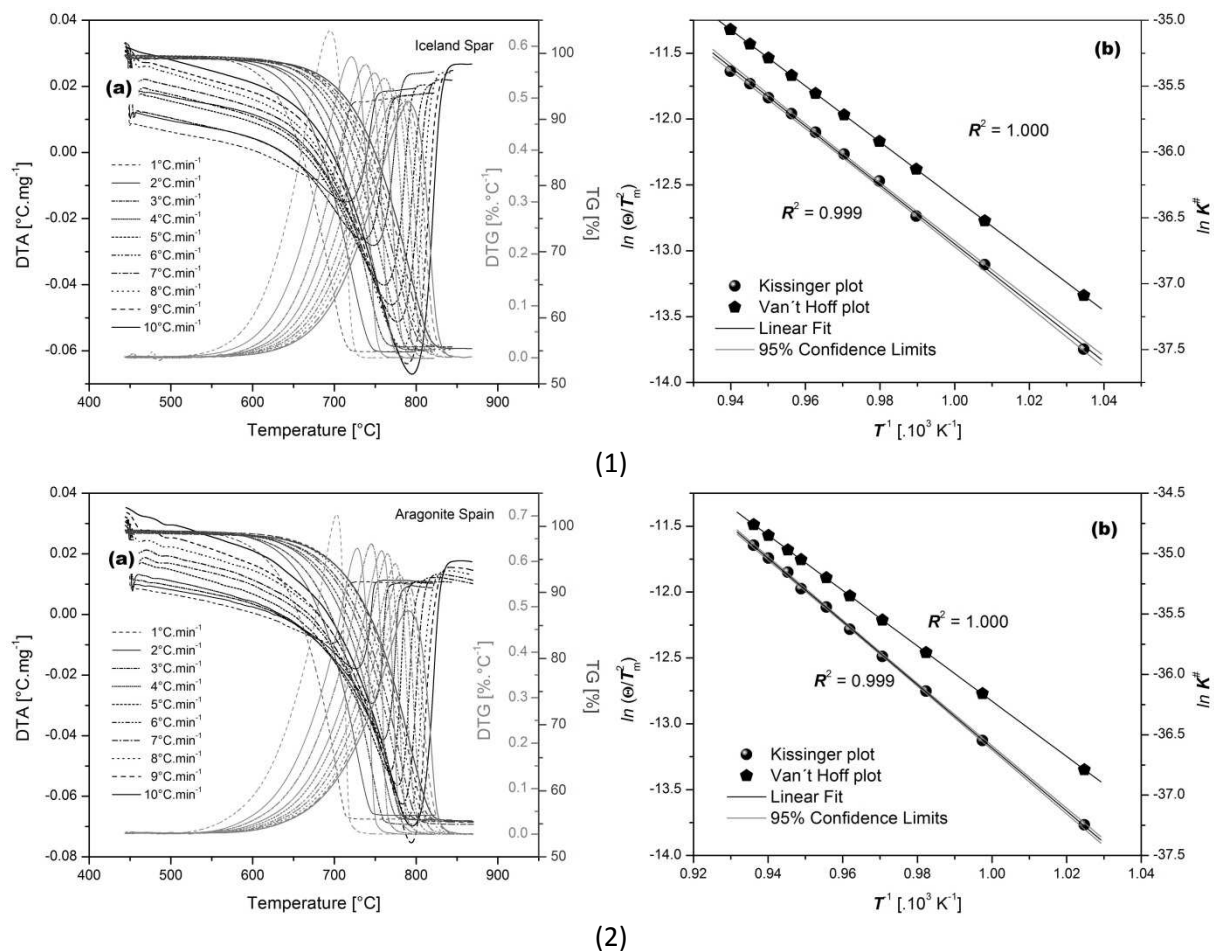 Iceland Spar
(a)
DTA [°C.mg⁻¹]
0.04
0.02
0.00
-0.02
-0.04
-0.06
1°C.min⁻¹
2°C.min⁻¹
3°C.min⁻¹
4°C.min⁻¹
5°C.min⁻¹
6°C.min⁻¹
7°C.min⁻¹
8°C.min⁻¹
9°C.min⁻¹
10°C.min⁻¹
400 500 600 700 800 900
Temperature [°C]
DTG [%.°C⁻¹]
0.6
0.5
0.4
0.3
0.2
0.1
0.0
TG [%]
100
90
80
70
60
50
(b)
ln (Θ/T²m)
-11.5
-12.0
-12.5
-13.0
-13.5
-14.0
R² = 1.000
R² = 0.999
Kissinger plot
Van´t Hoff plot
Linear Fit
95% Confidence Limits
0.94 0.96 0.98 1.00 1.02 1.04
T⁻¹ [.10³ K⁻¹]
ln K#
-35.0
-35.5
-36.0
-36.5
-37.0
-37.5
(1)
Aragonite Spain
(a)
DTA [°C.mg⁻¹]
0.04
0.02
0.00
-0.02
-0.04
-0.06
-0.08
1°C.min⁻¹
2°C.min⁻¹
3°C.min⁻¹
4°C.min⁻¹
5°C.min⁻¹
6°C.min⁻¹
7°C.min⁻¹
8°C.min⁻¹
9°C.min⁻¹
10°C.min⁻¹
400 500 600 700 800 900
Temperature [°C]
DTG [%.°C⁻¹]
0.7
0.6
0.5
0.4
0.3
0.2
0.1
0.0
TG [%]
100
90
80
70
60
50
(b)
ln (Θ/T²m)
-11.5
-12.0
-12.5
-13.0
-13.5
-14.0
R² = 1.000
R² = 0.999
Kissinger plot
Van´t Hoff plot
Linear Fit
95% Confidence Limits
0.92 0.94 0.96 0.98 1.00 1.02 1.04
T⁻¹ [.10³ K⁻¹]
ln K#
-34.5
-35.0
-35.5
-36.0
-36.5
-37.0
-37.5
(2)